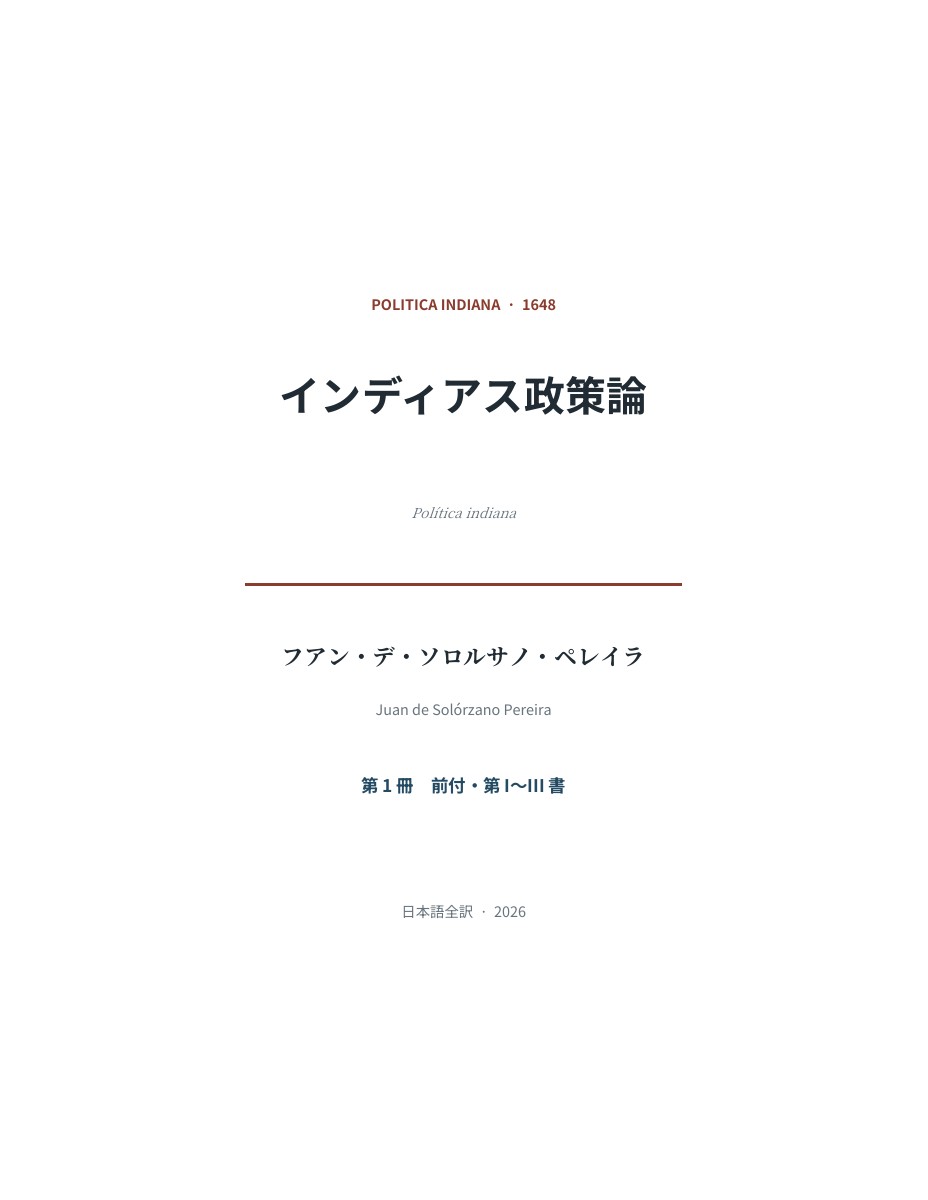 POLITICA INDIANA · 1648
インディアス政策論
Política indiana
フアン・デ・ソロルサノ・ペレイラ
Juan de Solórzano Pereira
第 1 冊　前付・第 I〜III 書
日本語全訳 · 2026